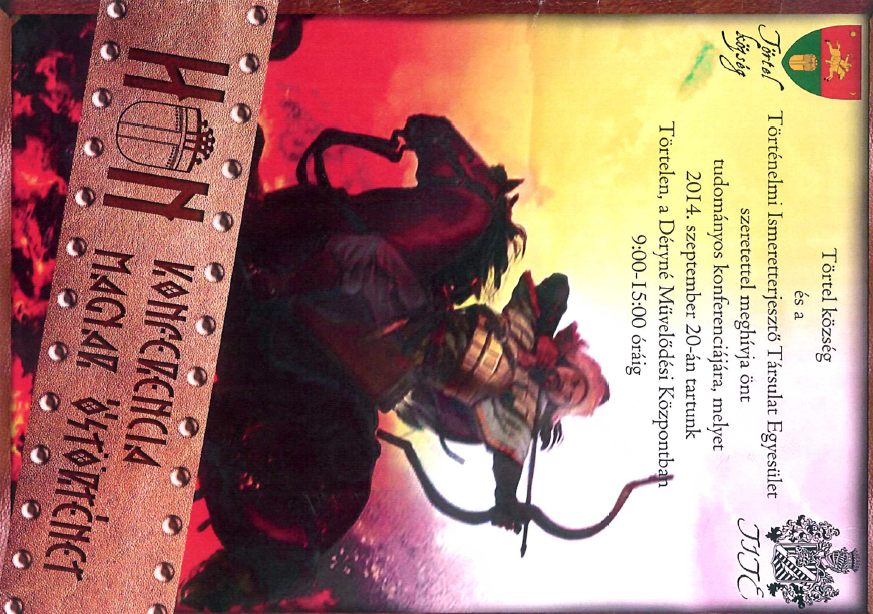 Törtel
község
Törtel község
és a
Történelmi Ismeretterjesztő Társulat Egyesület
szeretettel meghívja önt
tudományos konferenciájára, melyet
2014. szeptember 20-án tartunk
Törtelen, a Déryné Művelődési Központban
9:00-15:00 óráig
TITE
HUN
KONFERENCIA
MAGYAR ŐSTÖRTÉNET